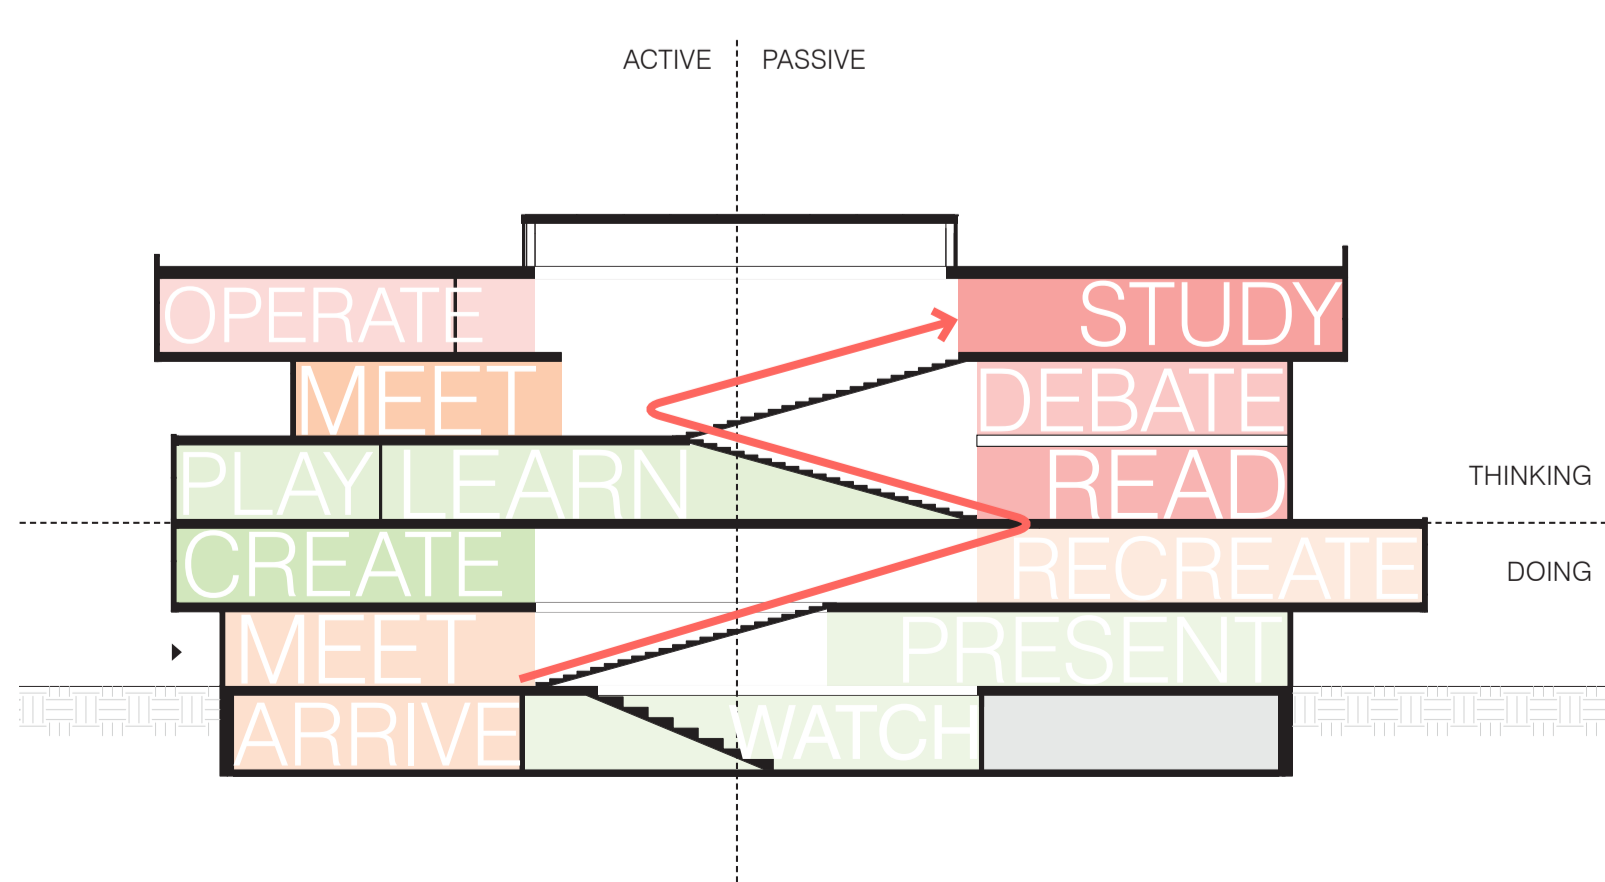 ACTIVE PASSIVE
OPERATE STUDY
MEET DEBATE
PLAY LEARN READ
THINKING
CREATE RECREATE
DOING
MEET PRESENT
ARRIVE WATCH